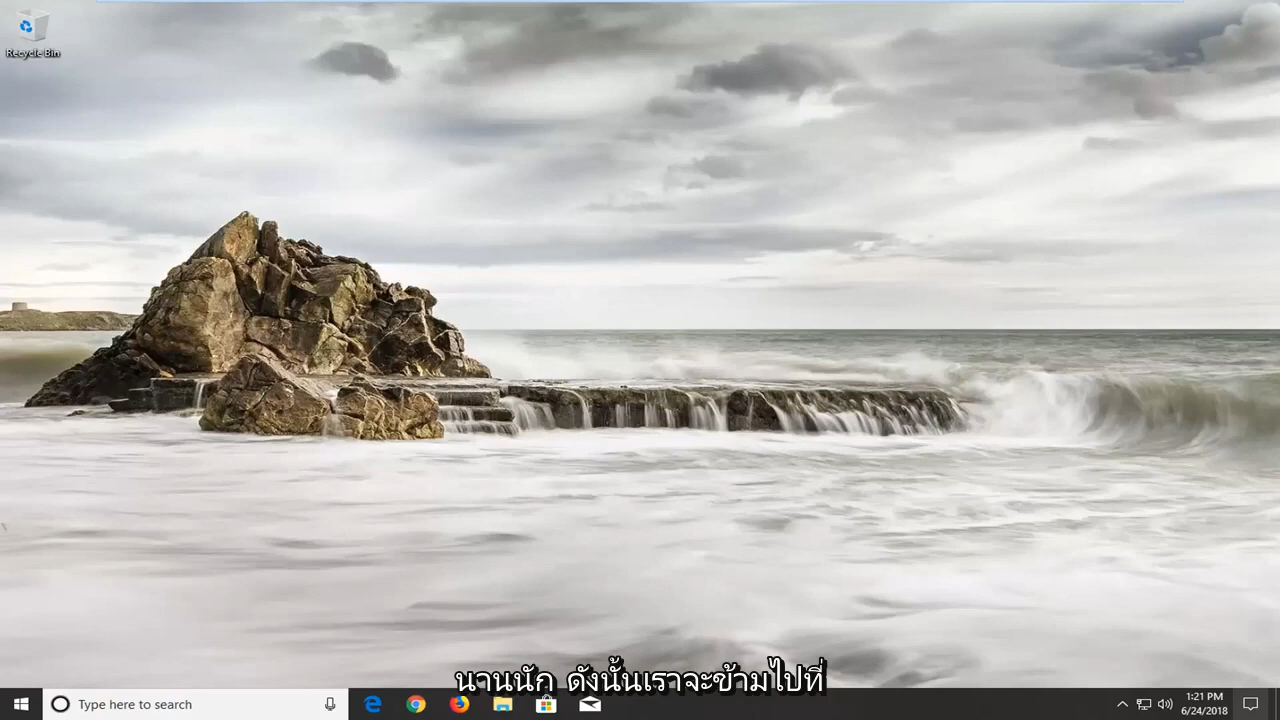 Recycle Bin
นานนัก ดังนั้นเราจะข้ามไปที่
Type here to search
1:21 PM
6/24/2018